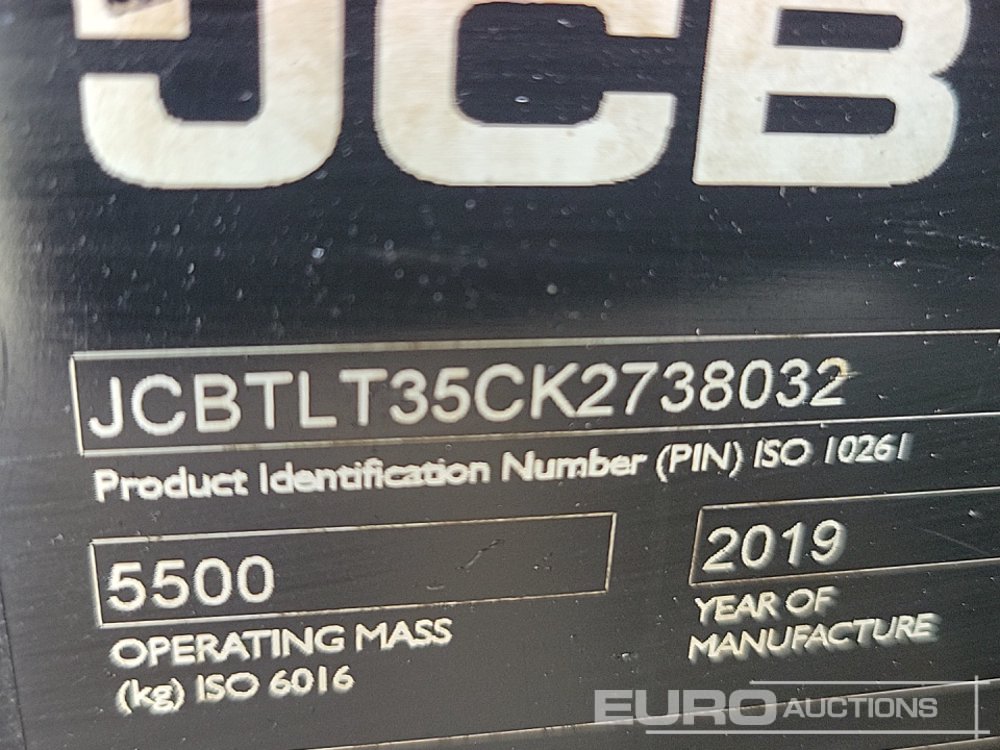 JCB
JCBTLT35CK2738032
Product Identification Number (PIN) ISO 10261
5500
OPERATING MASS
(kg) ISO 6016
2019
YEAR OF
MANUFACTURE
EURO AUCTIONS